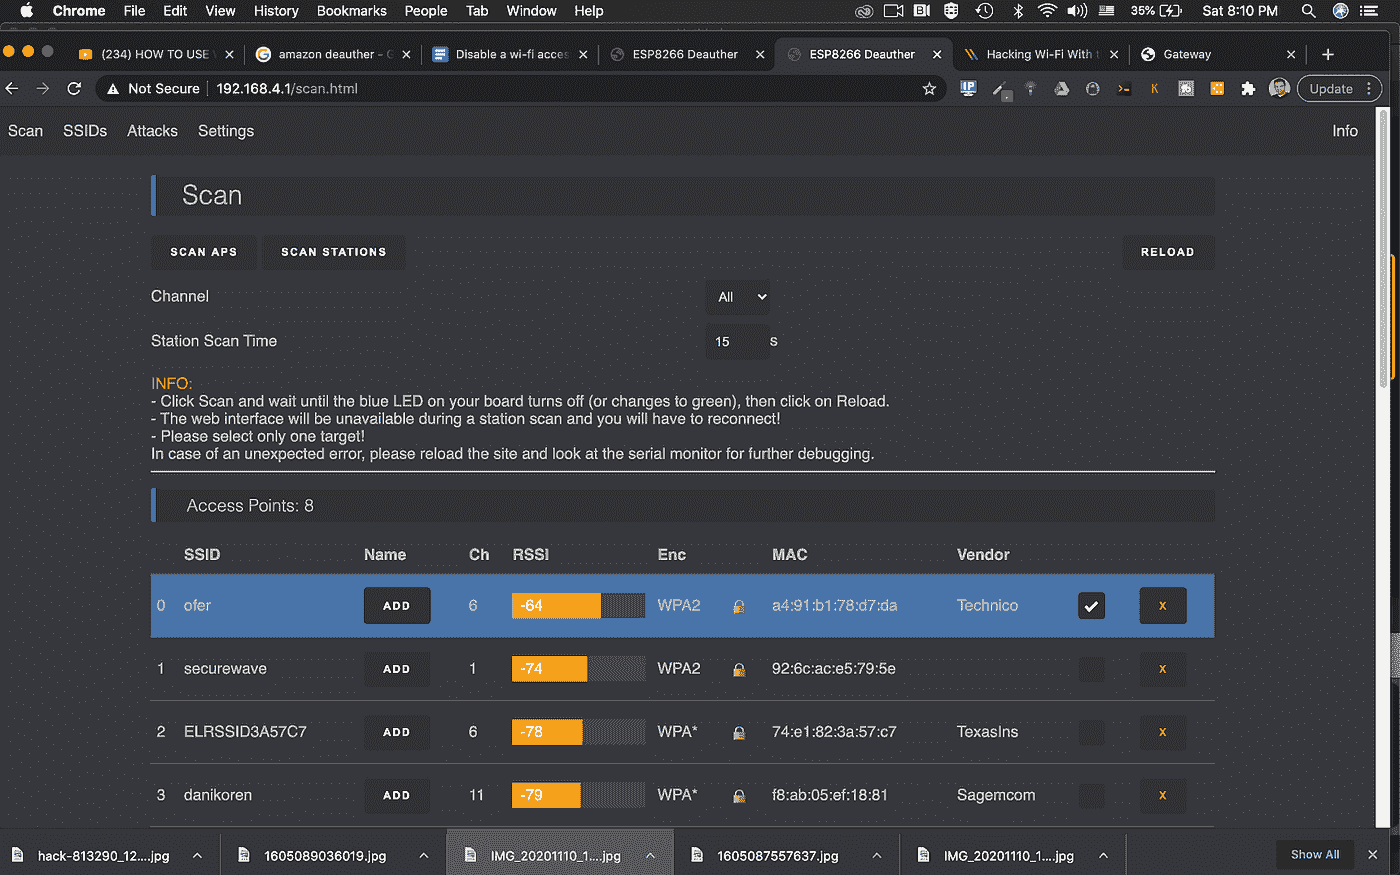 Chrome File Edit View History Bookmarks People Tab Window Help 35% Sat 8:10 PM
(234) HOW TO USE amazon deauther - G Disable a wi-fi acces ESP8266 Deauther ESP8266 Deauther Hacking Wi-Fi With Gateway
Not Secure 192.168.4.1/scan.html Update
Scan SSIDs Attacks Settings Info
Scan
SCAN APS SCAN STATIONS RELOAD
Channel All
Station Scan Time 15 s
INFO:
- Click Scan and wait until the blue LED on your board turns off (or changes to green), then click on Reload.
- The web interface will be unavailable during a station scan and you will have to reconnect!
- Please select only one target!
In case of an unexpected error, please reload the site and look at the serial monitor for further debugging.
Access Points: 8
SSID Name Ch RSSI Enc MAC Vendor
0 ofer ADD 6 -64 WPA2 a4:91:b1:78:d7:da Technico X
1 securewave ADD 1 -74 WPA2 92:6c:ac:e5:79:5e X
2 ELRSSID3A57C7 ADD 6 -78 WPA* 74:e1:82:3a:57:c7 TexasIns X
3 danikoren ADD 11 -79 WPA* f8:ab:05:ef:18:81 Sagemcom X
hack-813290_12....jpg 1605089036019.jpg IMG_20201110_1....jpg 1605087557637.jpg IMG_20201110_1....jpg Show All